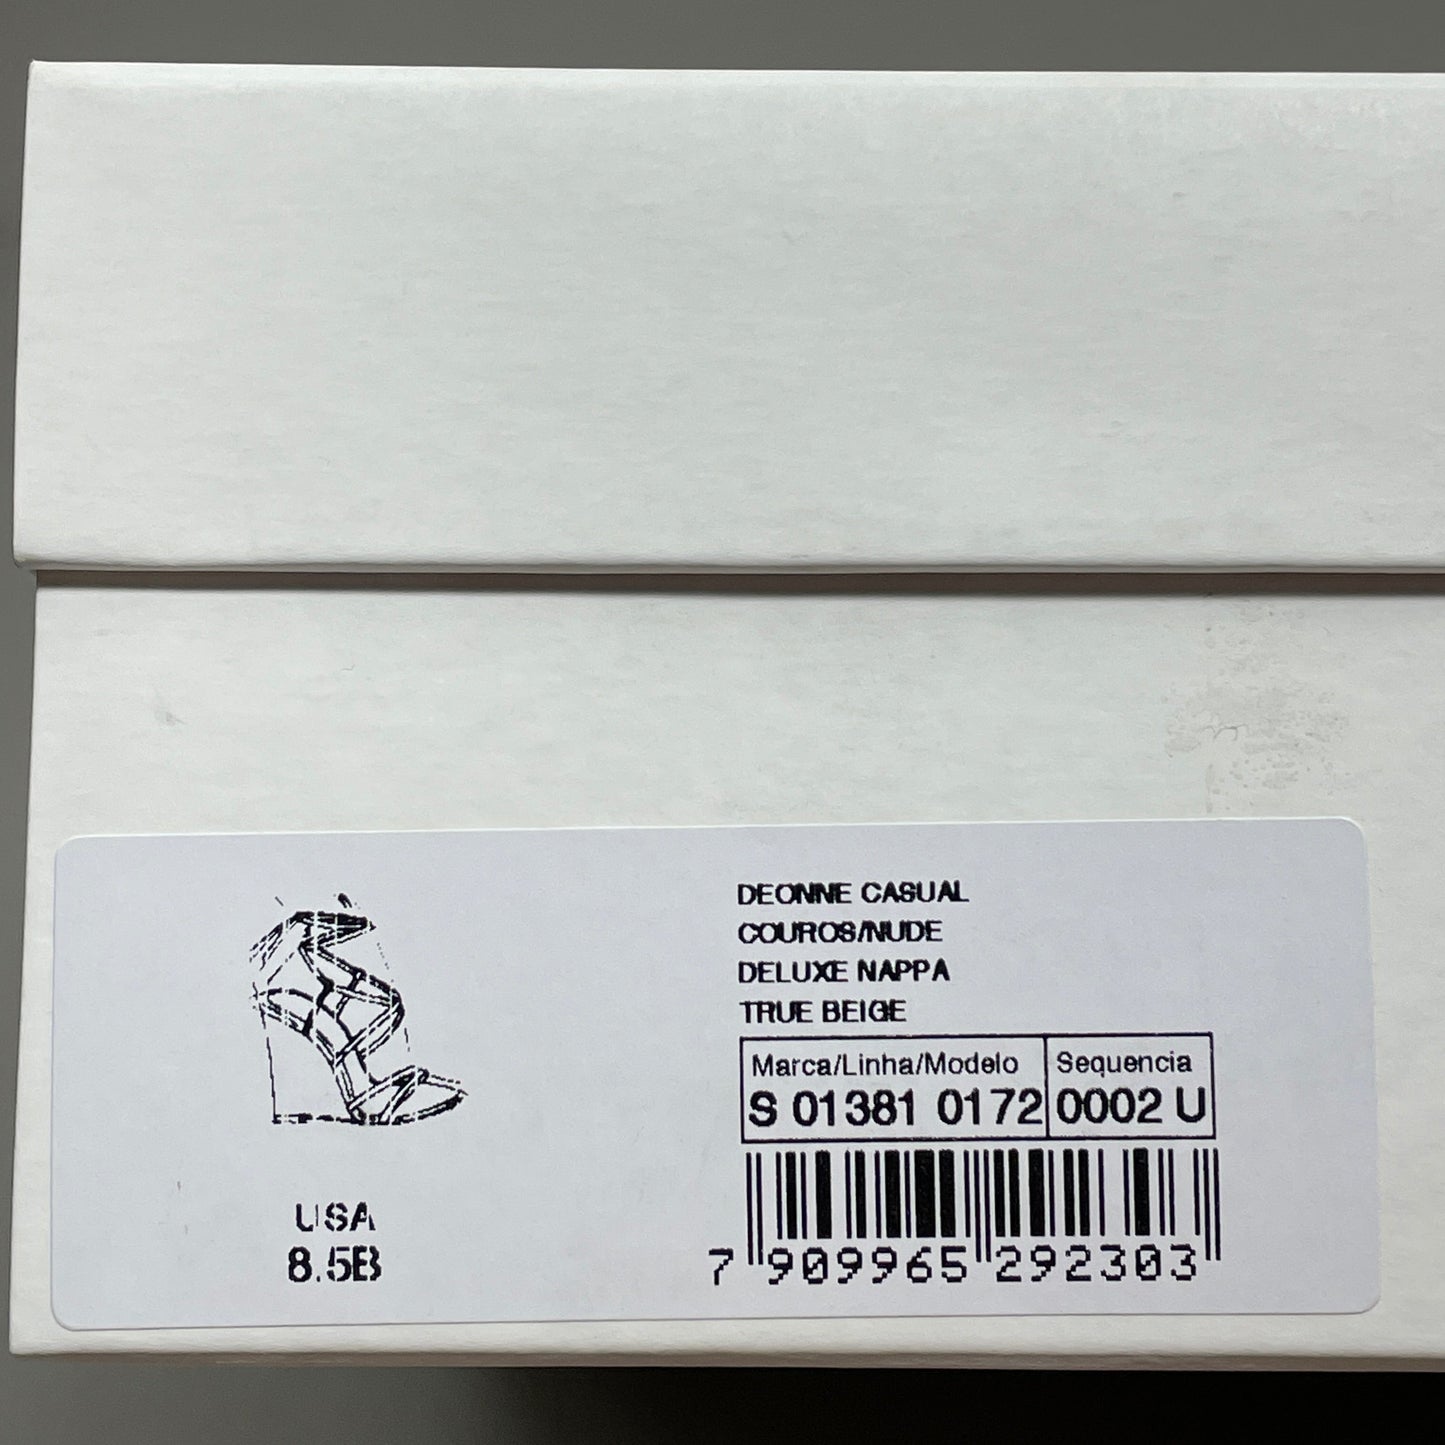 DEONNE CASUAL
COUROS/NUDE
DELUXE NAPPA
TRUE BEIGE
Marca/Linha/Modelo Sequencia
S 01381 0172 0002 U
USA
8.5B
7 909965 292303